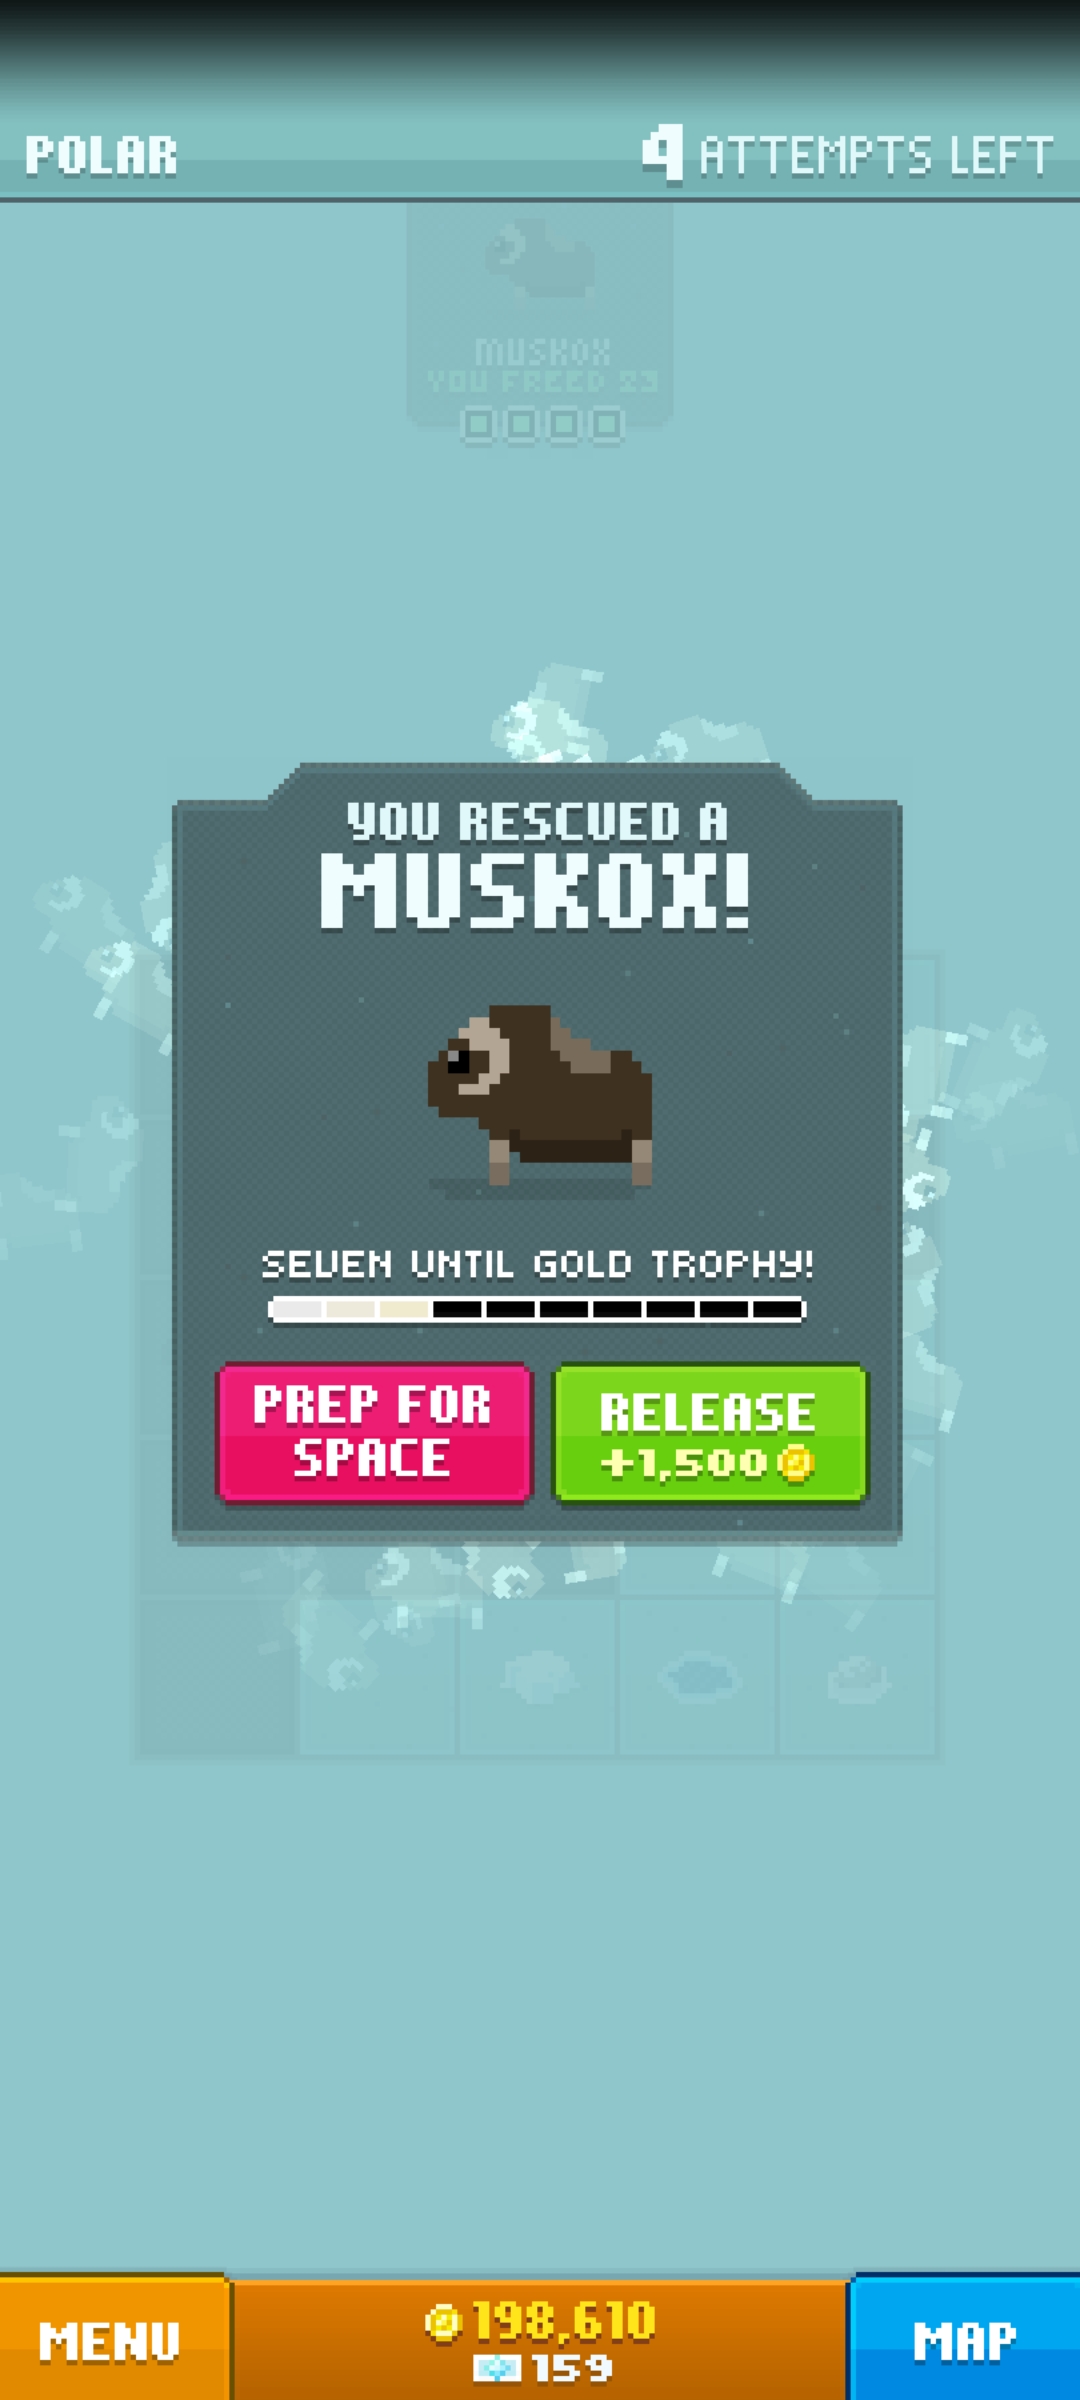 POLAR
4 ATTEMPTS LEFT
MUSKOX
YOU FREED 23
YOU RESCUED A
MUSKOX!
SEVEN UNTIL GOLD TROPHY!
PREP FOR
SPACE
RELEASE
+1,500
MENU
198,610
159
MAP